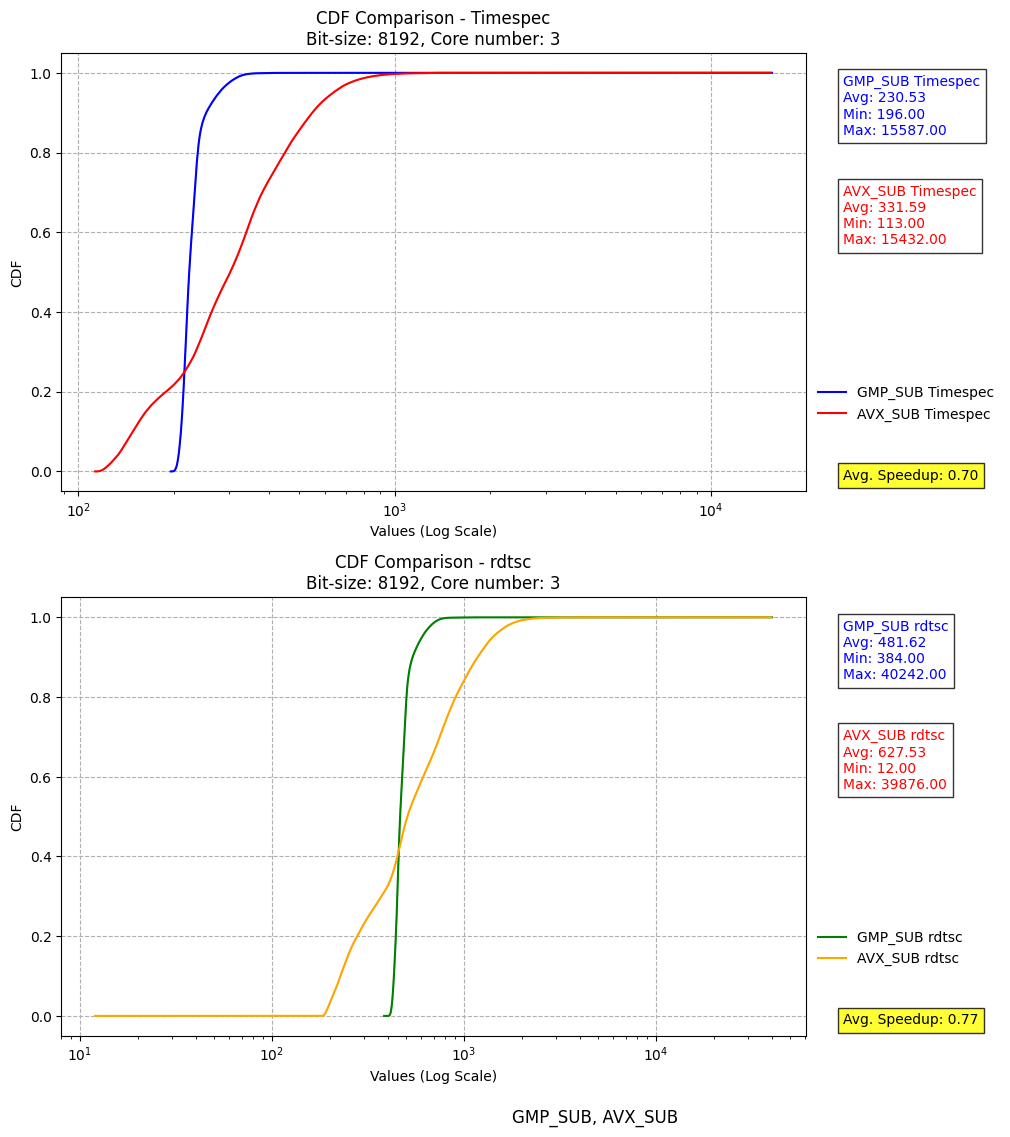 CDF Comparison - Timespec
Bit-size: 8192, Core number: 3
CDF
1.0
0.8
0.6
0.4
0.2
0.0
10²
10³
10⁴
Values (Log Scale)
GMP_SUB Timespec
Avg: 230.53
Min: 196.00
Max: 15587.00
AVX_SUB Timespec
Avg: 331.59
Min: 113.00
Max: 15432.00
GMP_SUB Timespec
AVX_SUB Timespec
Avg. Speedup: 0.70
CDF Comparison - rdtsc
Bit-size: 8192, Core number: 3
CDF
1.0
0.8
0.6
0.4
0.2
0.0
10¹
10²
10³
10⁴
Values (Log Scale)
GMP_SUB rdtsc
Avg: 481.62
Min: 384.00
Max: 40242.00
AVX_SUB rdtsc
Avg: 627.53
Min: 12.00
Max: 39876.00
GMP_SUB rdtsc
AVX_SUB rdtsc
Avg. Speedup: 0.77
GMP_SUB, AVX_SUB